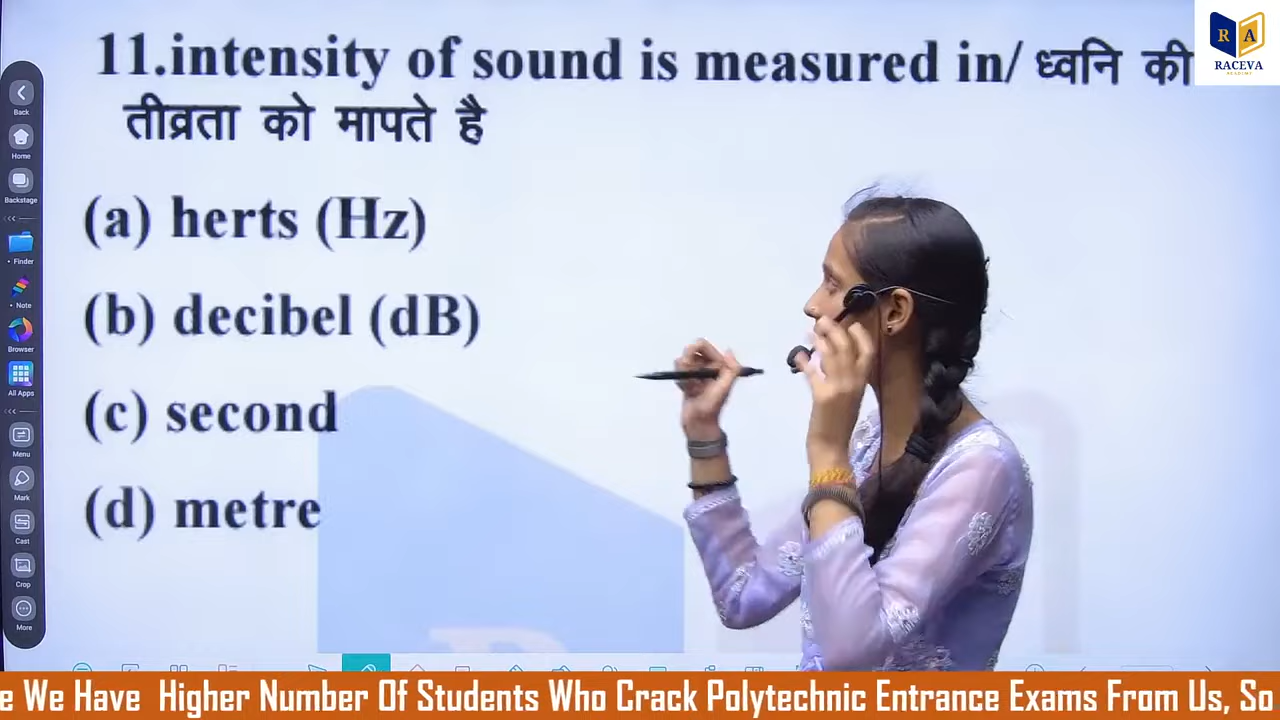 11.intensity of sound is measured in/ ध्वनि की
तीव्रता को मापते है
(a) herts (Hz)
(b) decibel (dB)
(c) second
(d) metre
R A
RACEVA
ACADEMY
Back
Home
Backstage
Finder
Note
Browser
All Apps
Menu
Mark
Cast
Crop
More
e We Have Higher Number Of Students Who Crack Polytechnic Entrance Exams From Us, So